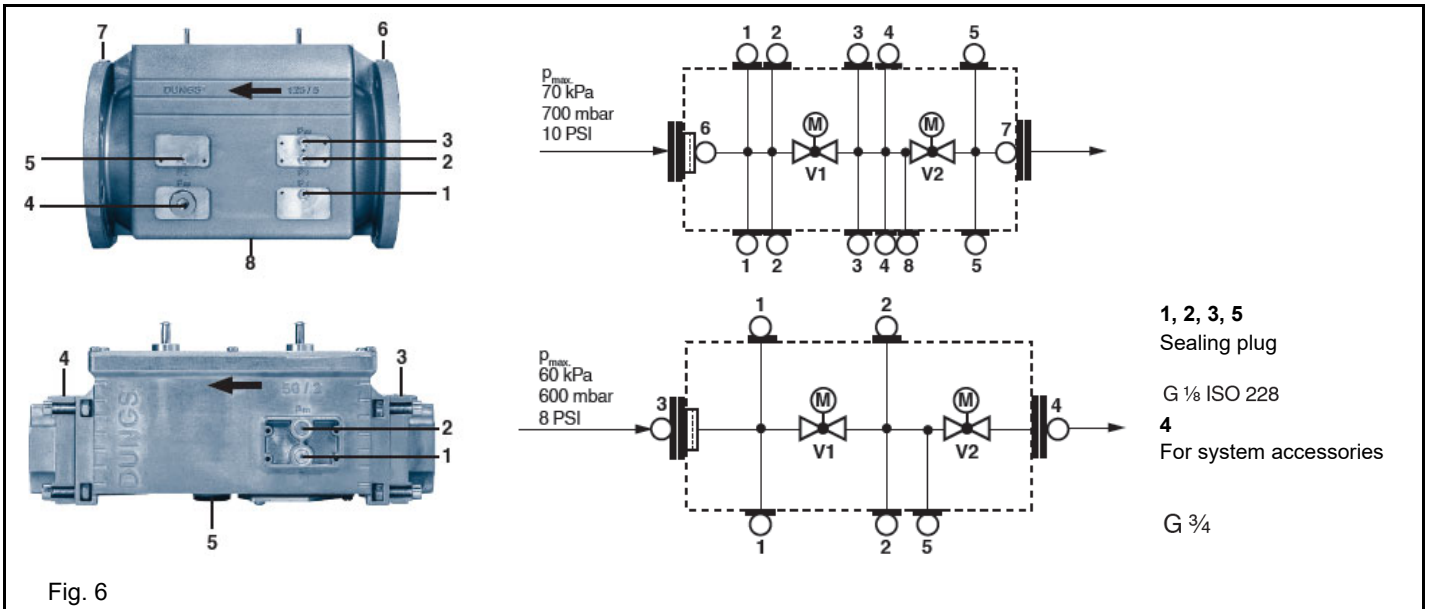 7
6
DUNGS
125 / 5
3
2
5
1
4
8
1 2 3 4 5
pmax.
70 kPa
700 mbar
10 PSI
6
M
M
7
V1
V2
1 2 3 4 8 5
4
3
50 / 3
DUNGS
2
1
5
1 2
pmax.
60 kPa
600 mbar
8 PSI
3
M
M
4
V1
V2
1 2 5
1, 2, 3, 5
Sealing plug
G ⅛ ISO 228
4
For system accessories
G ¾
Fig. 6